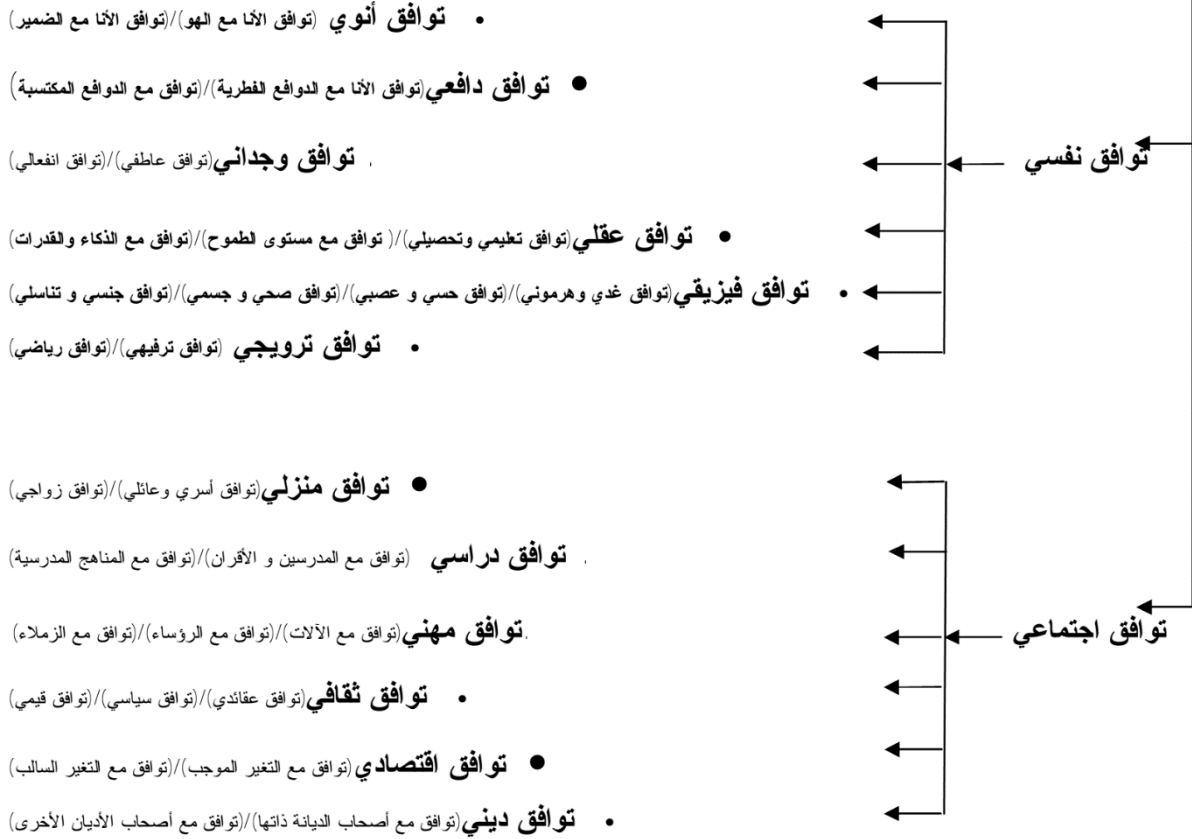 • توافق أنوي (توافق الأنا مع الهو)/(توافق الأنا مع الضمير)
• توافق دافعي(توافق الأنا مع الدوافع الفطرية)/(توافق مع الدوافع المكتسبة)
توافق نفسي
. توافق وجداني(توافق عاطفي)/(توافق انفعالي)
• توافق عقلي(توافق تعليمي وتحصيلي)/( توافق مع مستوى الطموح)/(توافق مع الذكاء والقدرات)
• توافق فيزيقي(توافق غدي وهرموني)/(توافق حسي و عصبي)/(توافق صحي و جسمي)/(توافق جنسي و تناسلي)
• توافق ترويجي (توافق ترفيهي)/(توافق رياضي)
• توافق منزلي(توافق أسري وعائلي)/(توافق زواجي)
. توافق دراسي (توافق مع المدرسين و الأقران)/(توافق مع المناهج المدرسية)
توافق اجتماعي
.توافق مهني(توافق مع الآلات)/(توافق مع الرؤساء)/(توافق مع الزملاء)
• توافق ثقافي(توافق عقائدي)/(توافق سياسي)/(توافق قيمي)
• توافق اقتصادي(توافق مع التغير الموجب)/(توافق مع التغير السالب)
• توافق ديني(توافق مع أصحاب الديانة ذاتها)/(توافق مع أصحاب الأديان الأخرى)